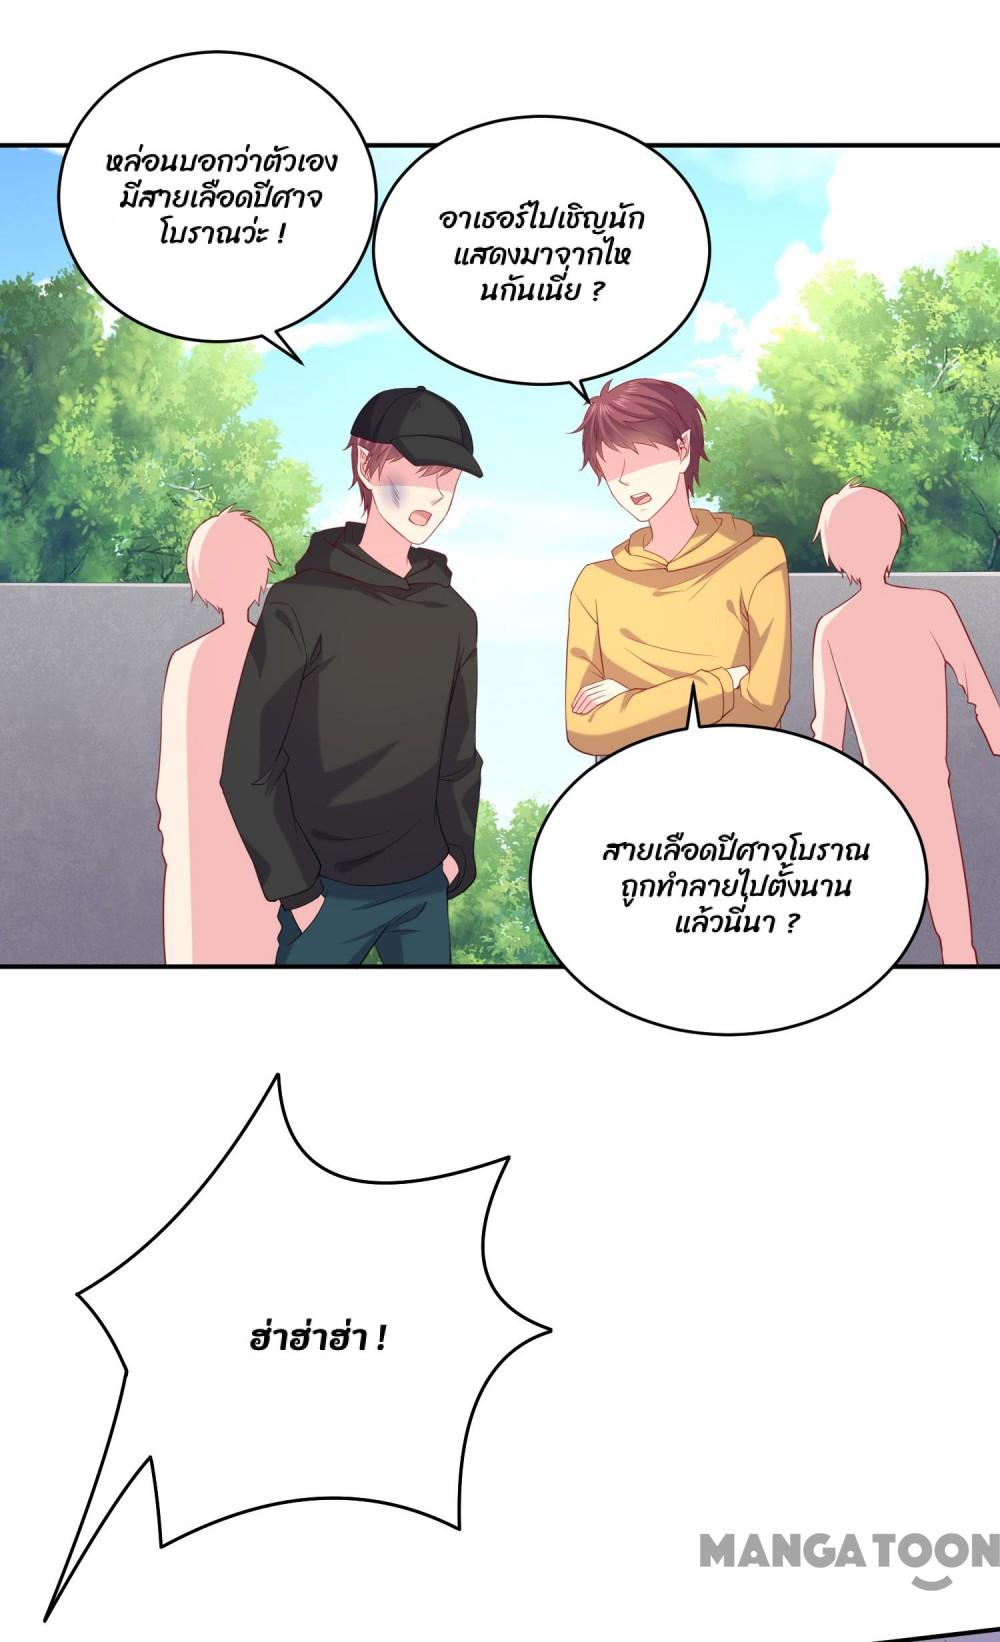 หล่อนบอกว่าตัวเอง
มีสายเลือดปีศาจ
โบราณว่ะ !
อาเธอร์ไปเชิญนัก
แสดงมาจากไห
นกันเนี่ย ?
สายเลือดปีศาจโบราณ
ถูกทำลายไปตั้งนาน
แล้วนี่นา ?
ฮ่าฮ่าฮ่า !
MANGATOON